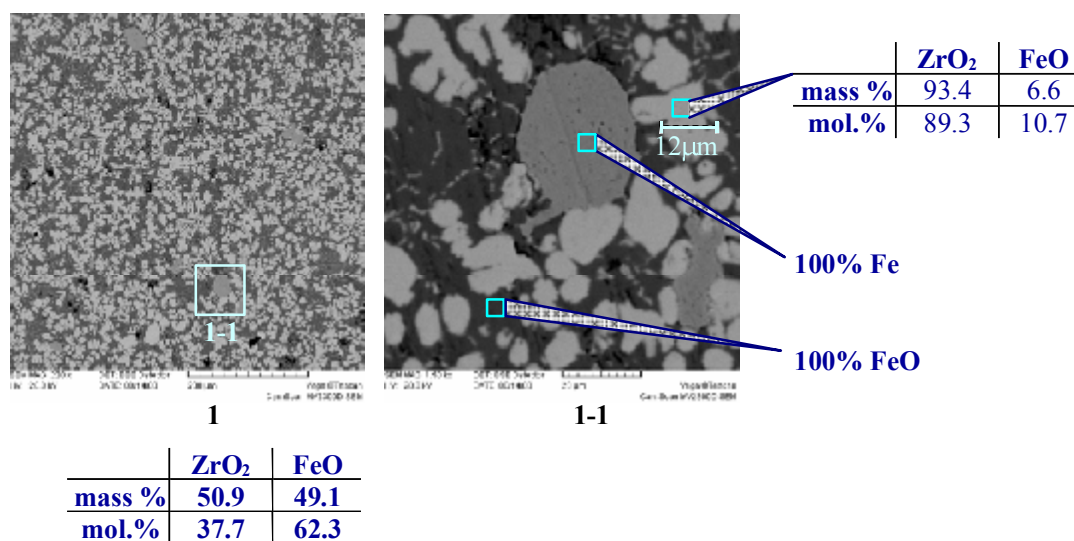 ZrO₂ FeO
mass % 93.4 6.6
mol.% 89.3 10.7
12µm
100% Fe
1-1
100% FeO
1 1-1
ZrO₂ FeO
mass % 50.9 49.1
mol.% 37.7 62.3